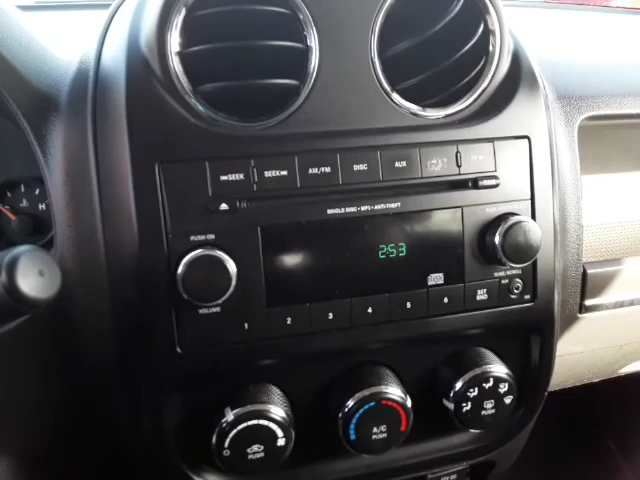 SEEK SEEK AM/FM DISC AUX
SINGLE DISC • MP3 • ANTI-THEFT
PUSH ON
2:53
TUNE/SCROLL
VOLUME
1 2 3 4 5 6 SET RND
A/C
PUSH
PUSH
PUSH
H